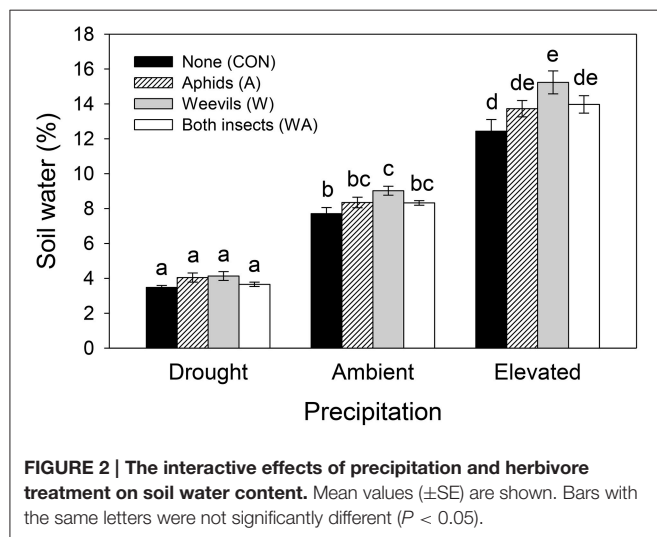 18
16
14
12
10
8
6
4
2
0
Soil water (%)
None (CON)
Aphids (A)
Weevils (W)
Both insects (WA)
a a a a
b bc c bc
d de e de
Drought Ambient Elevated
Precipitation
FIGURE 2 | The interactive effects of precipitation and herbivore
treatment on soil water content. Mean values (±SE) are shown. Bars with
the same letters were not significantly different (P < 0.05).